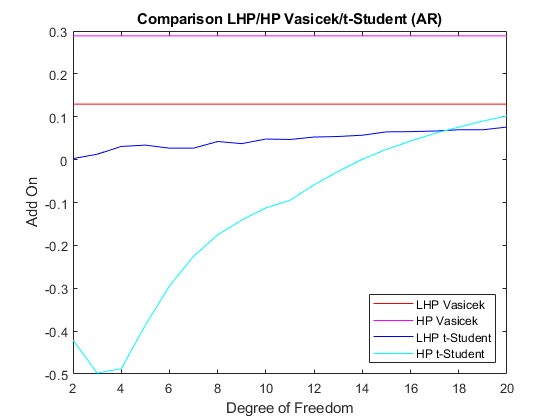 Comparison LHP/HP Vasicek/t-Student (AR)
0.3
0.2
0.1
0
-0.1
-0.2
-0.3
-0.4
-0.5
Add On
LHP Vasicek
HP Vasicek
LHP t-Student
HP t-Student
2 4 6 8 10 12 14 16 18 20
Degree of Freedom